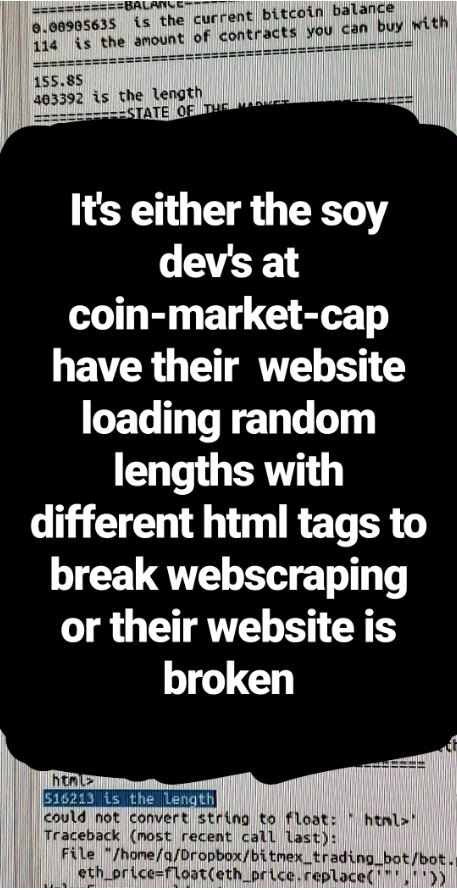 ===========BALANCE=
0.00905635 is the current bitcoin balance
114 is the amount of contracts you can buy with
155.85
403392 is the length
===========STATE OF THE MARKET
It's either the soy
dev's at
coin-market-cap
have their website
loading random
lengths with
different html tags to
break webscraping
or their website is
broken
html>
516213 is the length
could not convert string to float: ' html>'
Traceback (most recent call last):
File "/home/q/Dropbox/bitmex_trading_bot/bot.
eth_price=float(eth_price.replace('"',''))